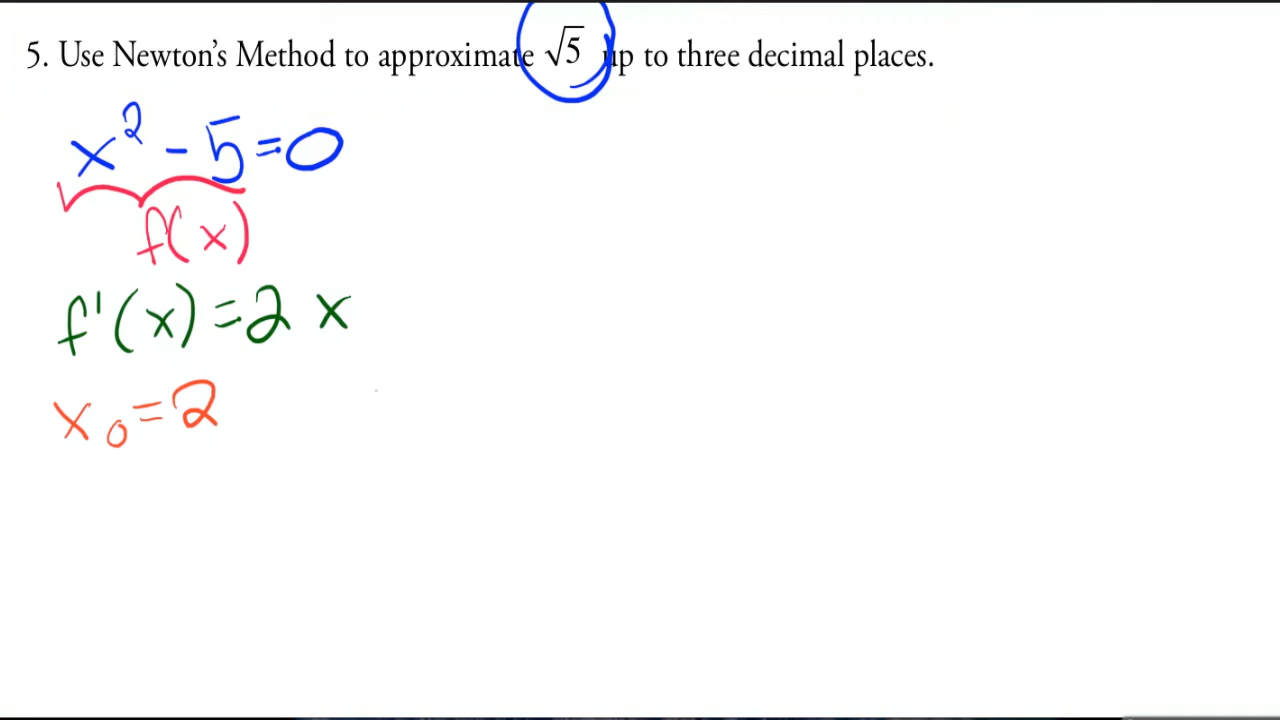 5. Use Newton's Method to approximate √5 up to three decimal places.
x² - 5 = 0
f(x)
f'(x) = 2x
x₀ = 2